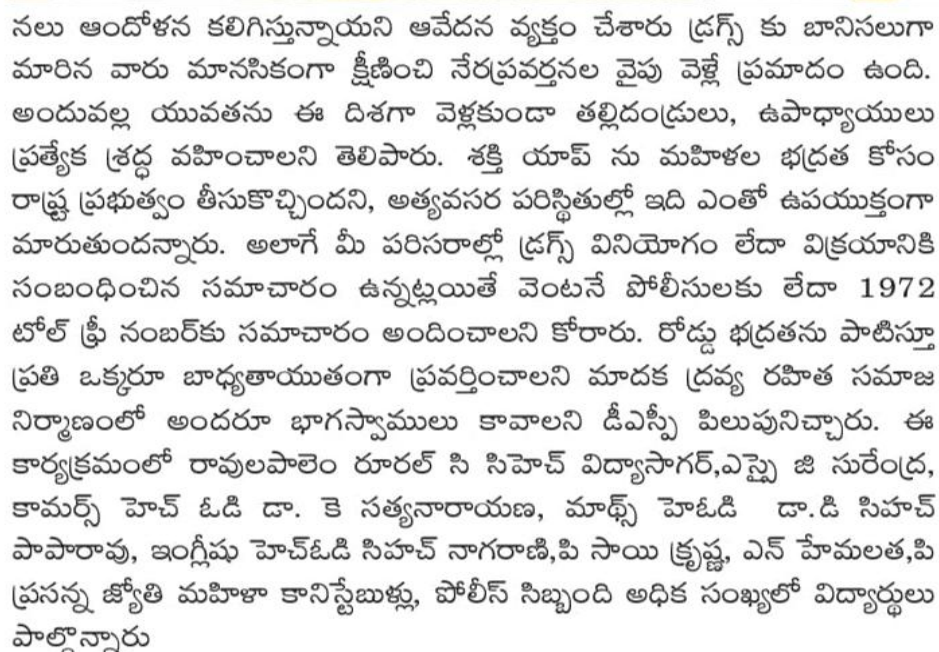 నలు ఆందోళన కలిగిస్తున్నాయని ఆవేదన వ్యక్తం చేశారు డ్రగ్స్ కు బానిసలుగా
మారిన వారు మానసికంగా క్షీణించి నేరప్రవర్తనల వైపు వెళ్లే ప్రమాదం ఉంది.
అందువల్ల యువతను ఈ దిశగా వెళ్లకుండా తల్లిదండ్రులు, ఉపాధ్యాయులు
ప్రత్యేక శ్రద్ధ వహించాలని తెలిపారు. శక్తి యాప్ ను మహిళల భద్రత కోసం
రాష్ట్ర ప్రభుత్వం తీసుకొచ్చిందని, అత్యవసర పరిస్థితుల్లో ఇది ఎంతో ఉపయుక్తంగా
మారుతుందన్నారు. అలాగే మీ పరిసరాల్లో డ్రగ్స్ వినియోగం లేదా విక్రయానికి
సంబంధించిన సమాచారం ఉన్నట్లయితే వెంటనే పోలీసులకు లేదా 1972
టోల్ ఫ్రీ నంబర్‌కు సమాచారం అందించాలని కోరారు. రోడ్డు భద్రతను పాటిస్తూ
ప్రతి ఒక్కరూ బాధ్యతాయుతంగా ప్రవర్తించాలని మాదక ద్రవ్య రహిత సమాజ
నిర్మాణంలో అందరూ భాగస్వాములు కావాలని డీఎస్పీ పిలుపునిచ్చారు. ఈ
కార్యక్రమంలో రావులపాలెం రూరల్ సి సిహెచ్ విద్యాసాగర్,ఎస్సై జి సురేంద్ర,
కామర్స్ హెచ్ ఓడి డా. కె సత్యనారాయణ, మాథ్స్ హెఓడి డా.డి సిహచ్
పాపారావు, ఇంగ్లీషు హెచ్ఓడి సిహచ్ నాగరాణి,పి సాయి క్రృష్ణ, ఎన్ హేమలత,పి
ప్రసన్న జ్యోతి మహిళా కానిస్టేబుళ్లు, పోలీస్ సిబ్బంది అధిక సంఖ్యలో విద్యార్థులు
పాల్గొన్నారు